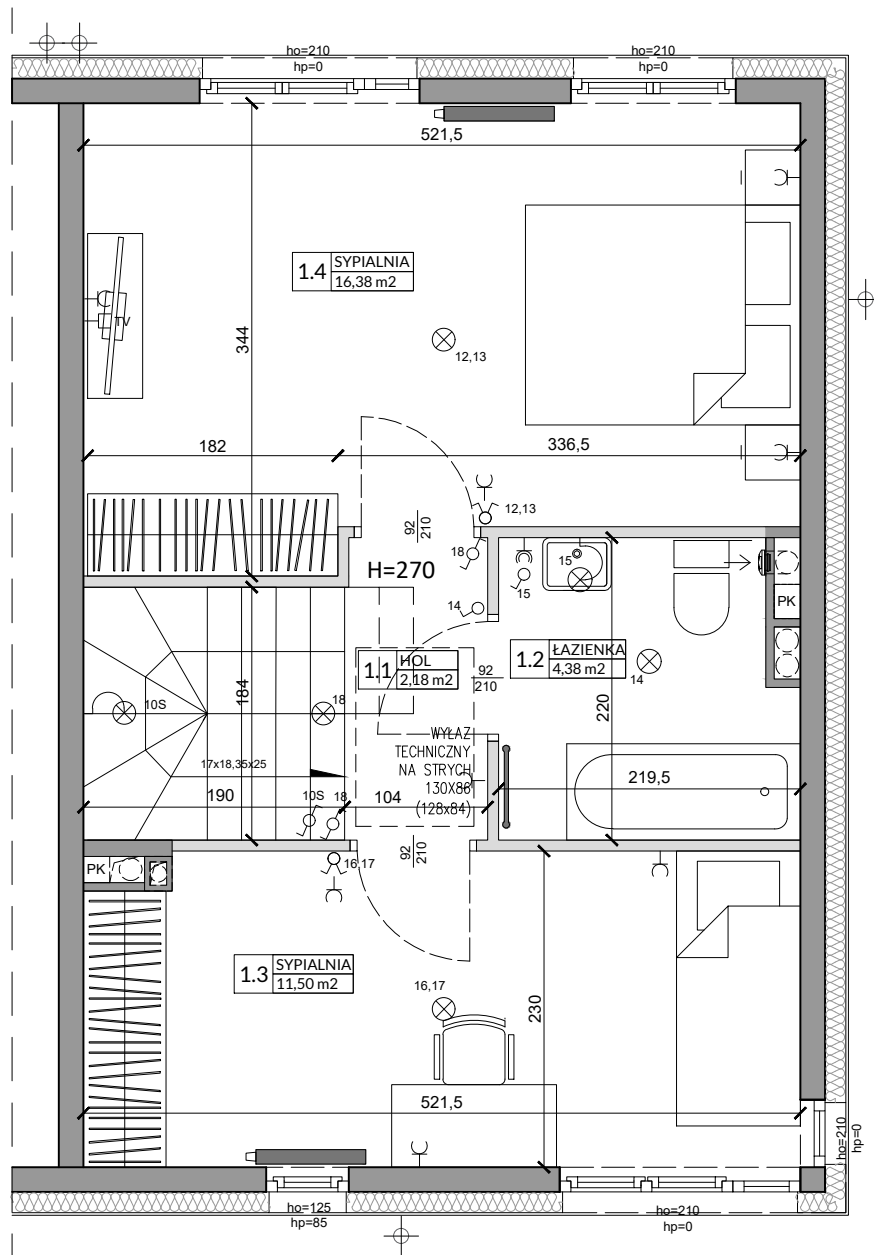 ho=210
hp=0
ho=210
hp=0
521,5
1.4
SYPIALNIA
16,38 m2
TV
344
12,13
182
336,5
92
210
12,13
18
H=270
15
15
PK
14
1.1
HOL
2,18 m2
92
210
1.2
ŁAZIENKA
4,38 m2
14
184
10S
18
220
WYŁAZ
TECHNICZNY
NA STRYCH
130X86
(128x84)
17x18,35x25
219,5
190
10S
18
104
92
210
PK
16,17
1.3
SYPIALNIA
11,50 m2
16,17
230
521,5
ho=210
hp=0
ho=125
hp=85
ho=210
hp=0